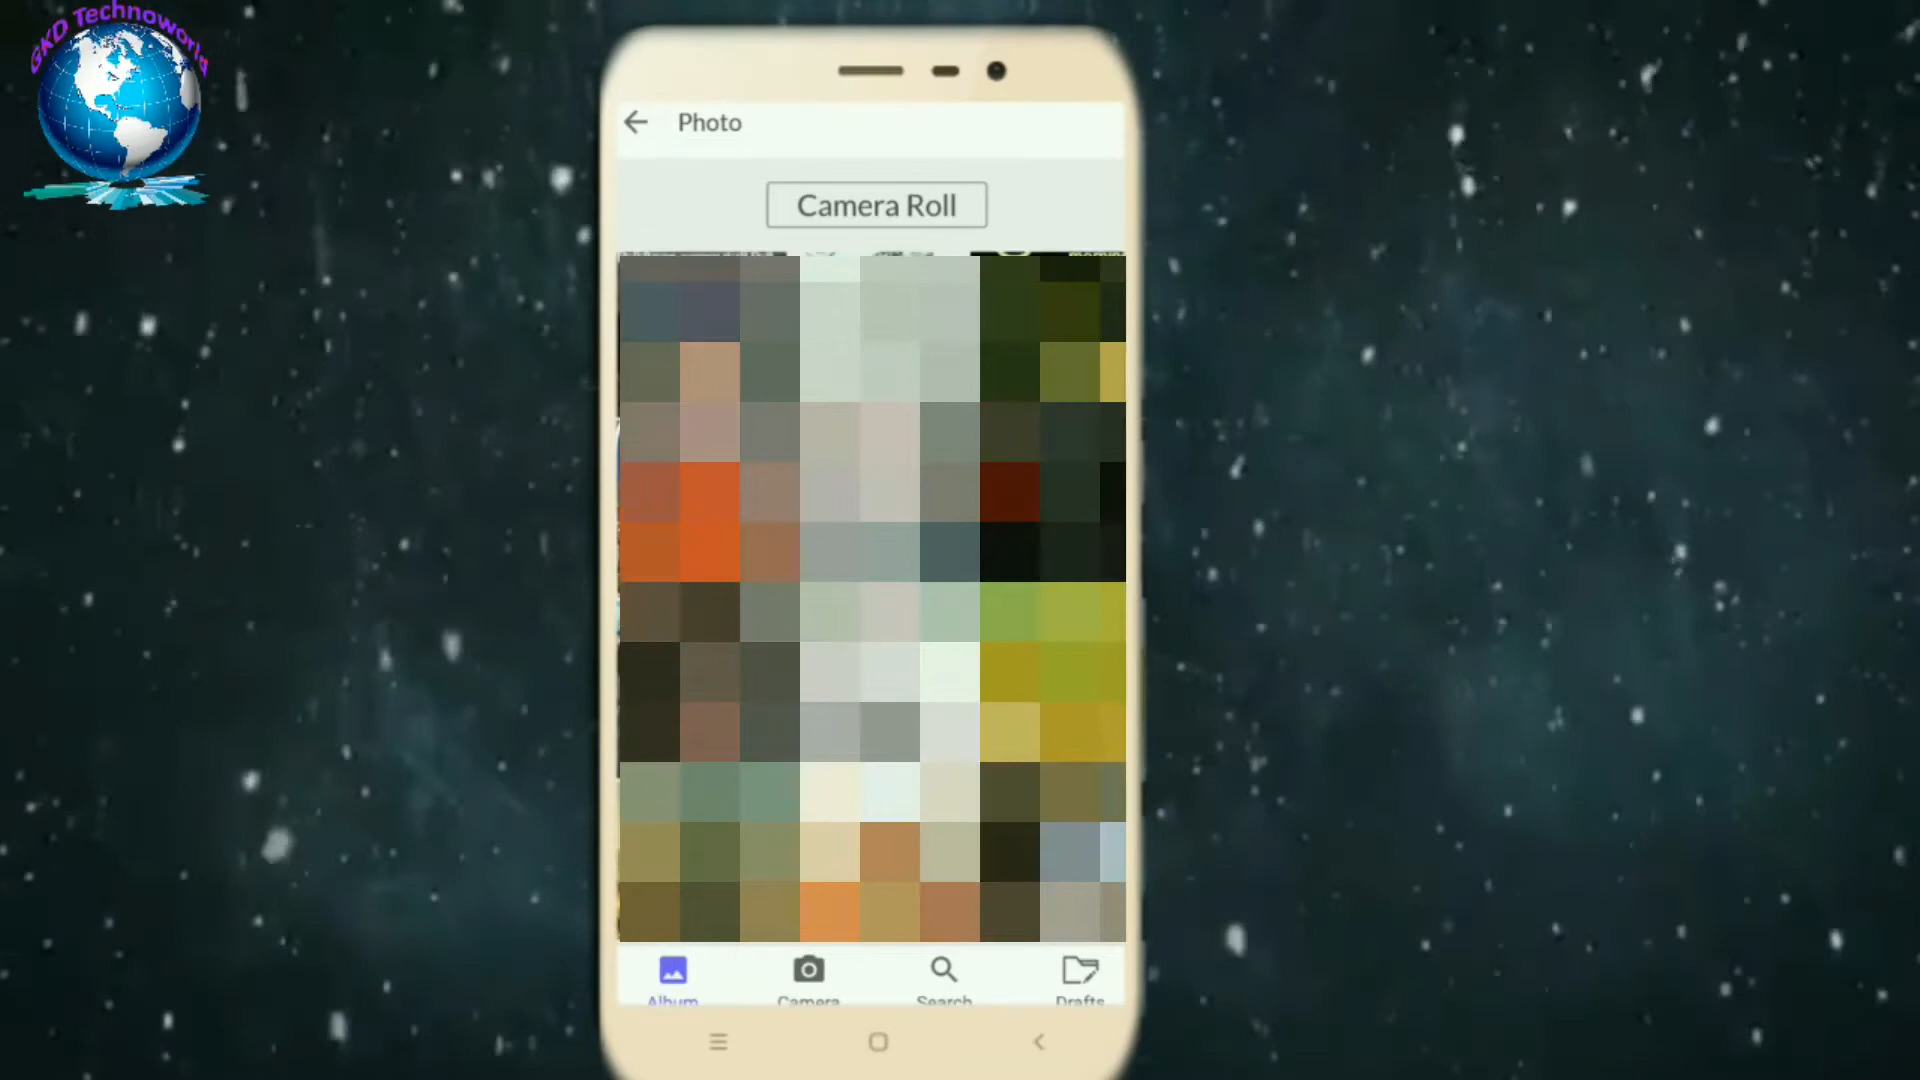 GKD Technoworld
Photo
Camera Roll
Album
Camera
Search
Drafts